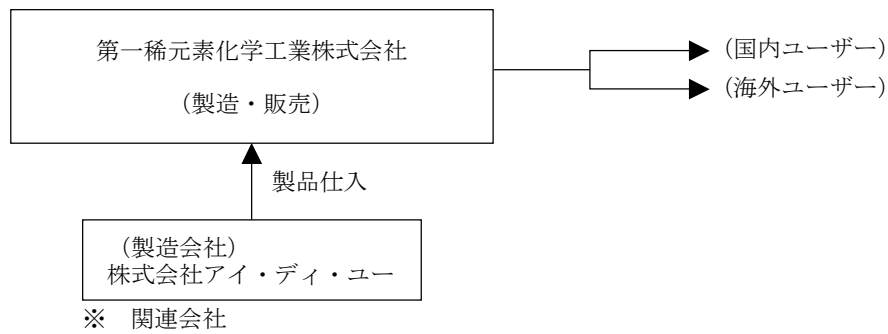 第一稀元素化学工業株式会社
(製造・販売)
(国内ユーザー)
(海外ユーザー)
製品仕入
(製造会社)
株式会社アイ・ディ・ユー
※ 関連会社